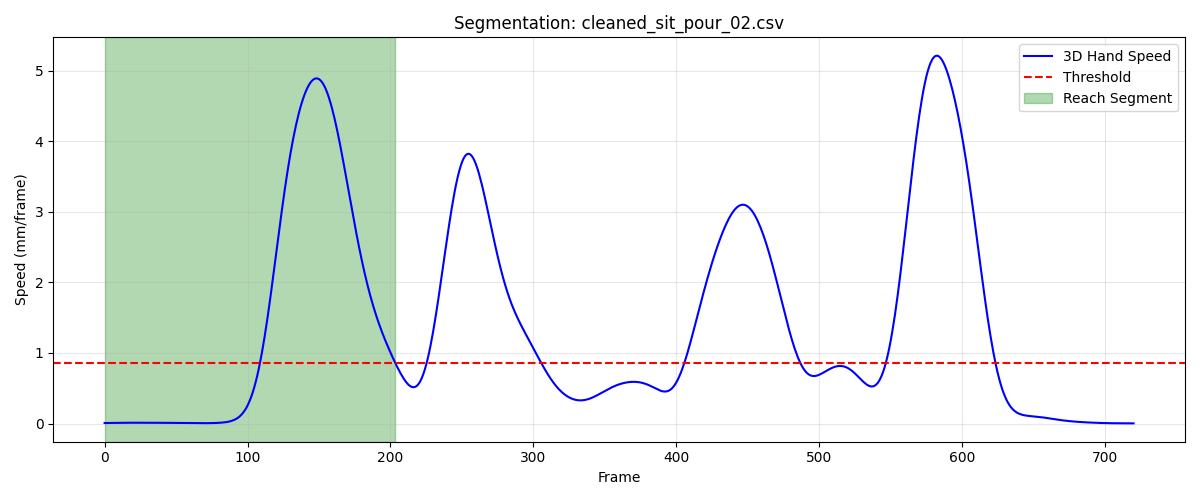 Segmentation: cleaned_sit_pour_02.csv
3D Hand Speed
Threshold
Reach Segment
Speed (mm/frame)
5
4
3
2
1
0
0 100 200 300 400 500 600 700
Frame